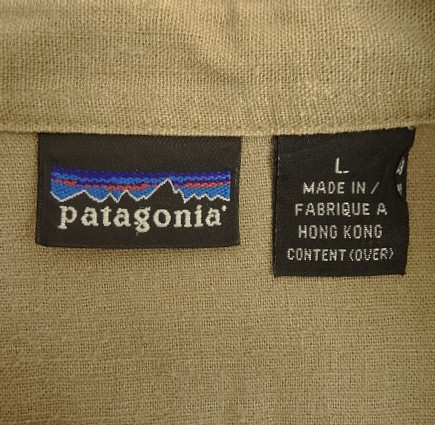 patagonia®
L
MADE IN /
FABRIQUE A
HONG KONG
CONTENT (OVER)